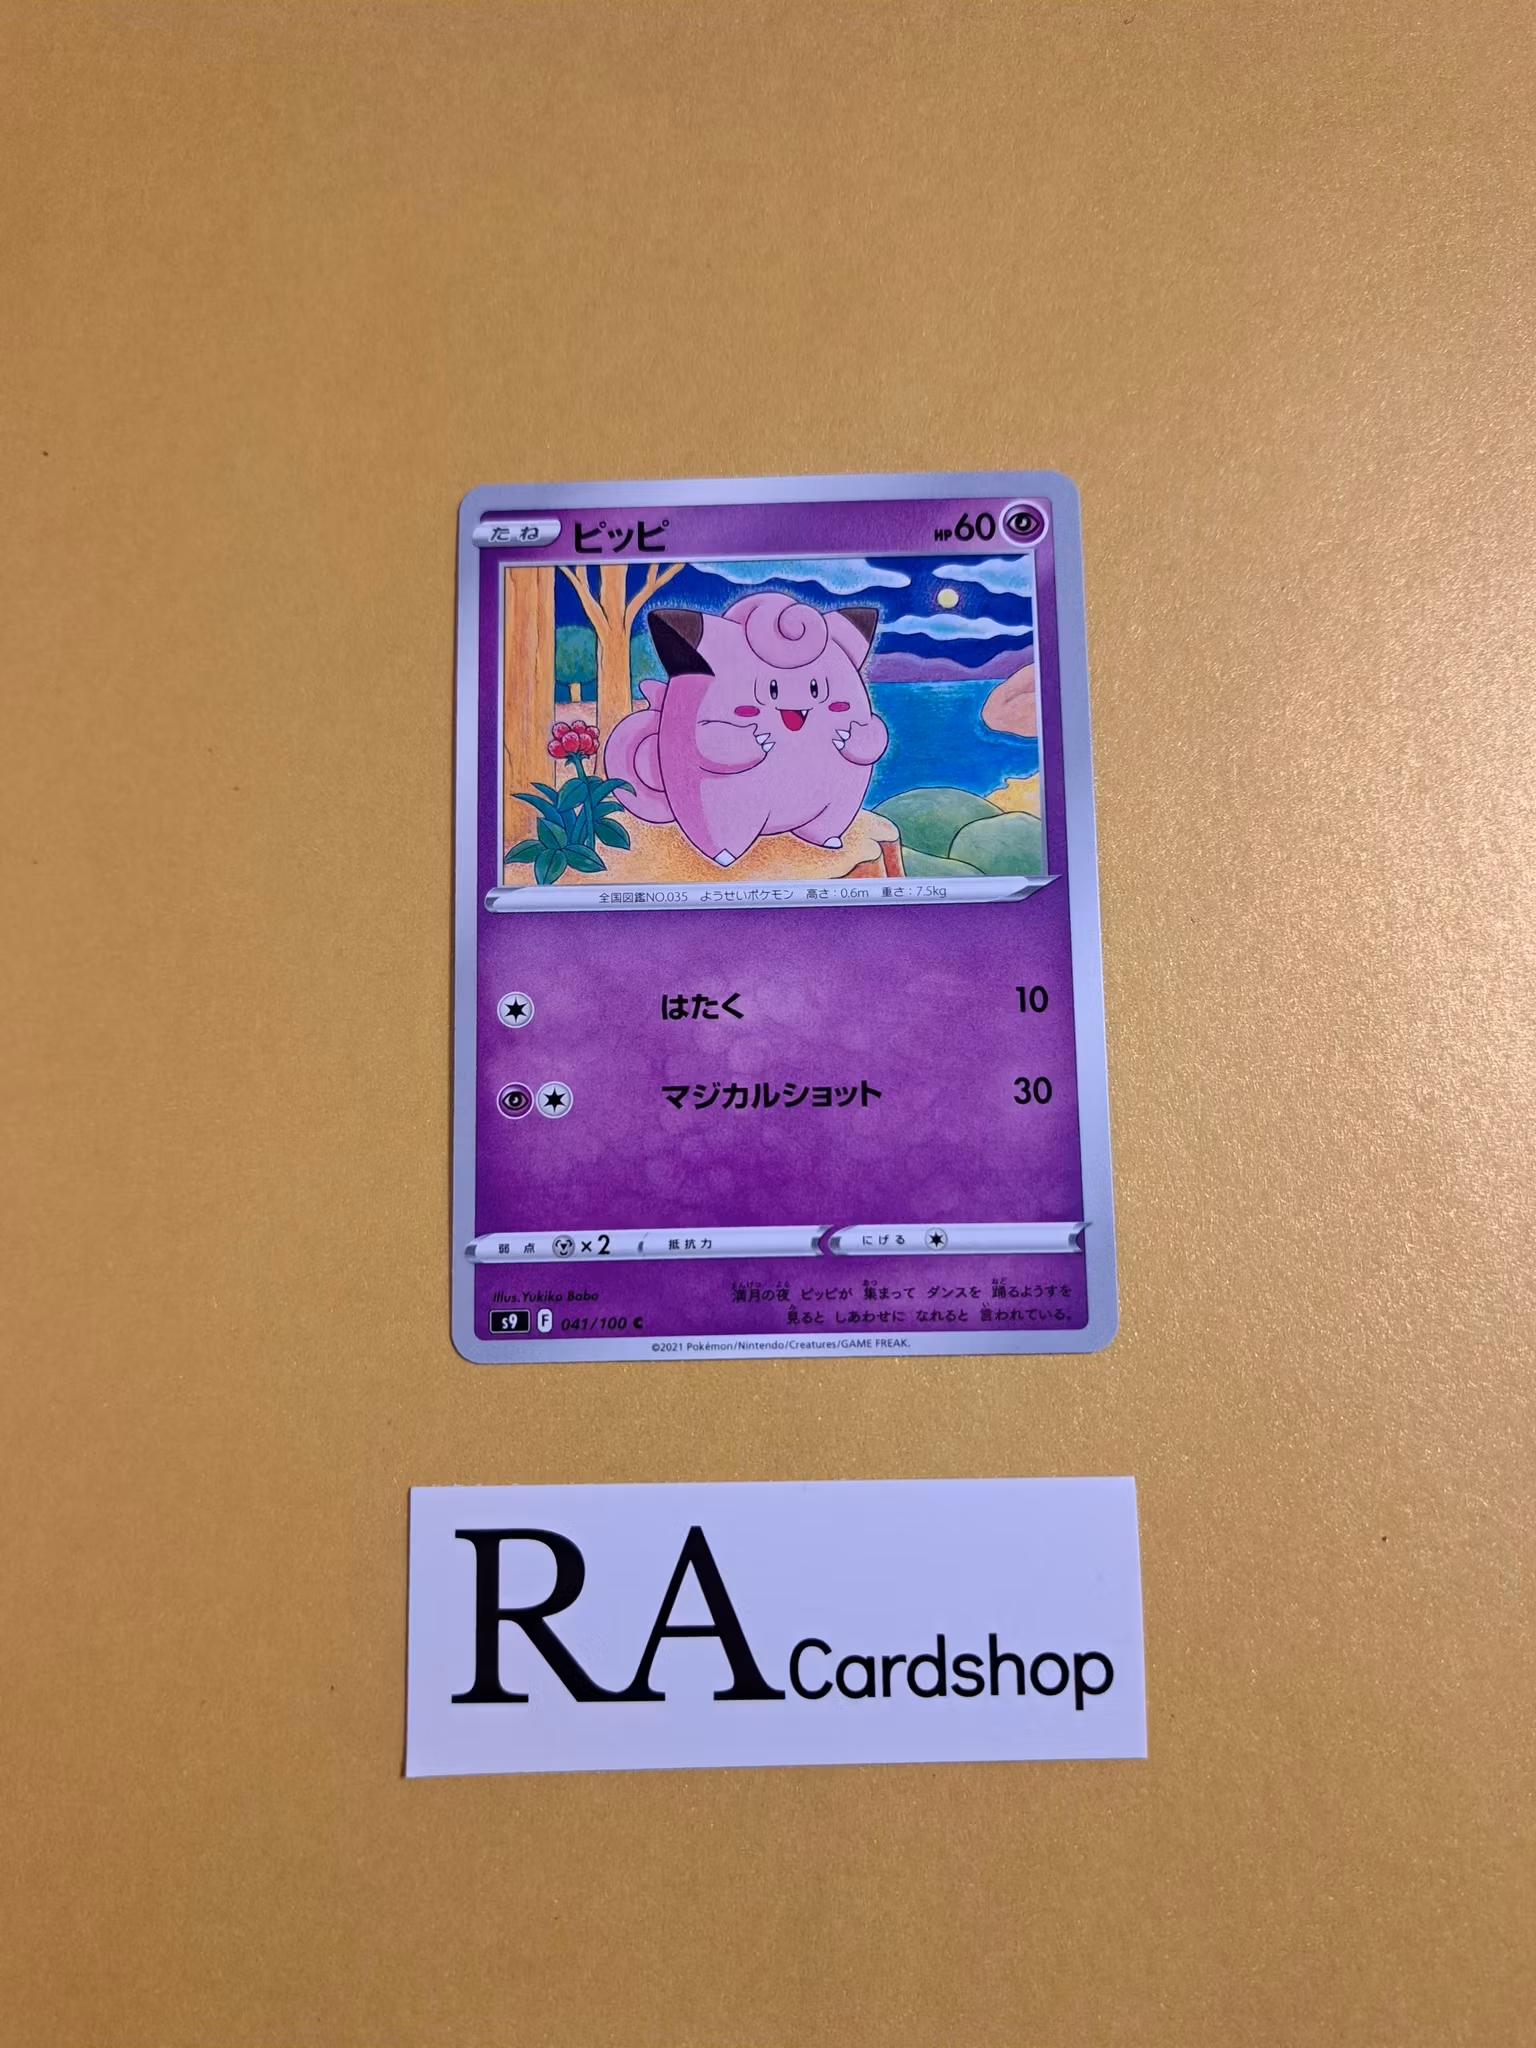 たね ピッピ HP60
全国図鑑NO.035 ようせいポケモン 高さ:0.6m 重さ:7.5kg
はたく 10
マジカルショット 30
弱点 ×2 抵抗力 にげる
Illus.Yukiko Baba
満月の夜 ピッピが 集まって ダンスを 踊るようすを
見ると しあわせに なれると 言われている。
s9 F 041/100 C
©2021 Pokémon/Nintendo/Creatures/GAME FREAK.
RA Cardshop